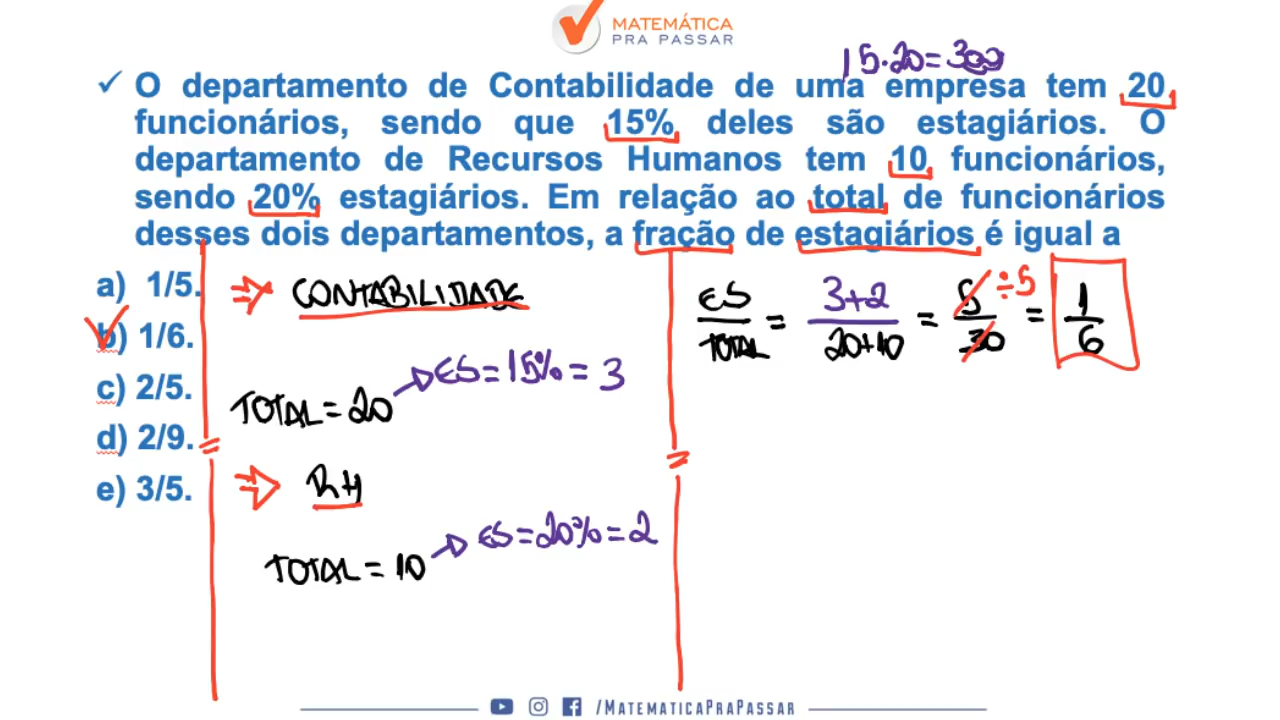 MATEMÁTICA
PRA PASSAR
15·20=300
✓ O departamento de Contabilidade de uma empresa tem 20
funcionários, sendo que 15% deles são estagiários. O
departamento de Recursos Humanos tem 10 funcionários,
sendo 20% estagiários. Em relação ao total de funcionários
desses dois departamentos, a fração de estagiários é igual a
a) 1/5.
b) 1/6.
c) 2/5.
d) 2/9.
e) 3/5.
⇒ CONTABILIDADE
TOTAL = 20 → ES = 15% = 3
⇒ RH
TOTAL = 10 → ES = 20% = 2
ES/TOTAL = 3+2/20+10 = 5/30 ÷5 = 1/6
/MATEMATICAPRAPASSAR